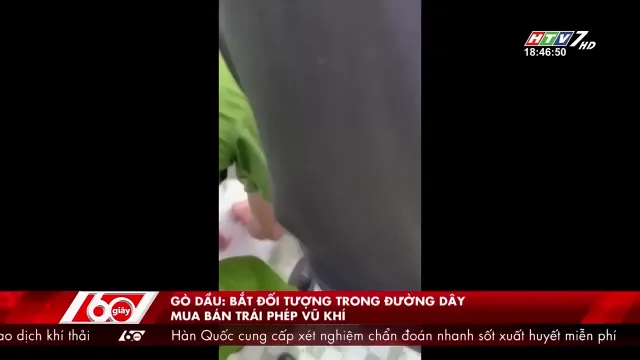 HTV7 HD
18:46:50
60 giây
GÒ DẦU: BẮT ĐỐI TƯỢNG TRONG ĐƯỜNG DÂY
MUA BÁN TRÁI PHÉP VŨ KHÍ
ao dịch khí thải 60 Hàn Quốc cung cấp xét nghiệm chẩn đoán nhanh sốt xuất huyết miễn phí